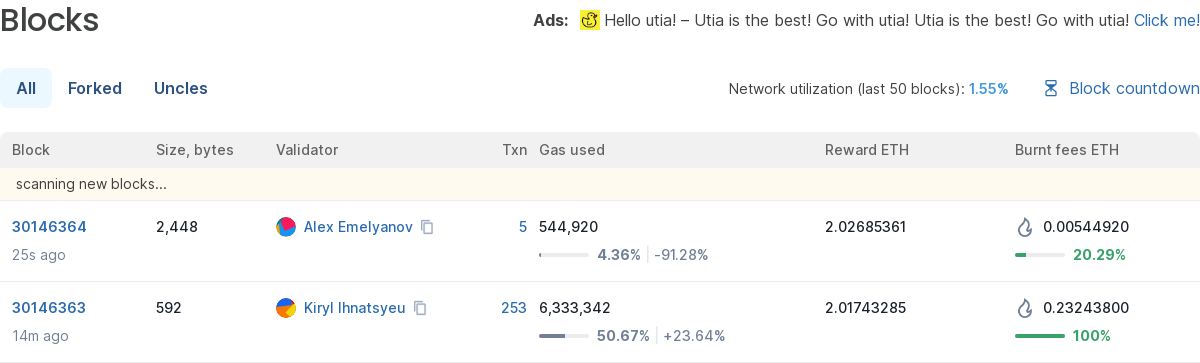 Blocks
Ads: Hello utia! – Utia is the best! Go with utia! Utia is the best! Go with utia! Click me!
All Forked Uncles
Network utilization (last 50 blocks): 1.55% Block countdown
Block Size, bytes Validator Txn Gas used Reward ETH Burnt fees ETH
scanning new blocks...
30146364 2,448 Alex Emelyanov 5 544,920 2.02685361 0.00544920
25s ago 4.36% -91.28% 20.29%
30146363 592 Kiryl Ihnatsyeu 253 6,333,342 2.01743285 0.23243800
14m ago 50.67% +23.64% 100%